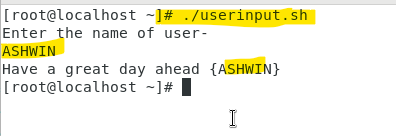 [root@localhost ~]# ./userinput.sh
Enter the name of user-
ASHWIN
Have a great day ahead {ASHWIN}
[root@localhost ~]#